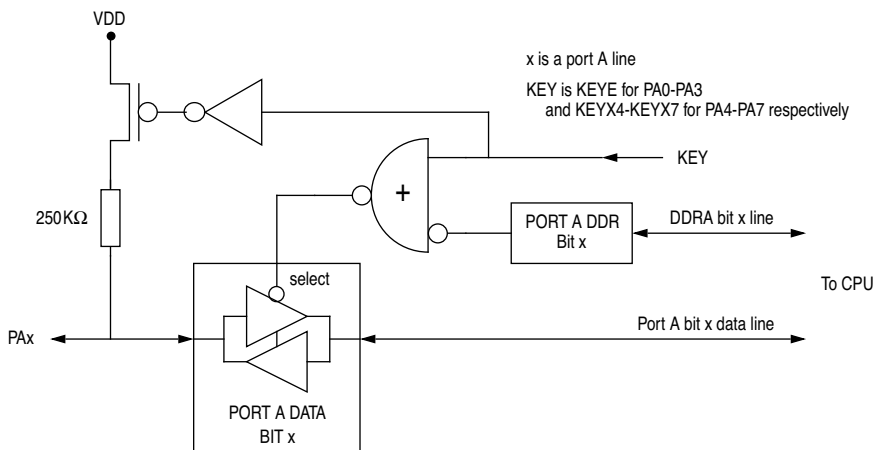 VDD
x is a port A line
KEY is KEYE for PA0-PA3
and KEYX4-KEYX7 for PA4-PA7 respectively
KEY
+
250KΩ
PORT A DDR
Bit x
DDRA bit x line
select
To CPU
PAx
Port A bit x data line
PORT A DATA
BIT x